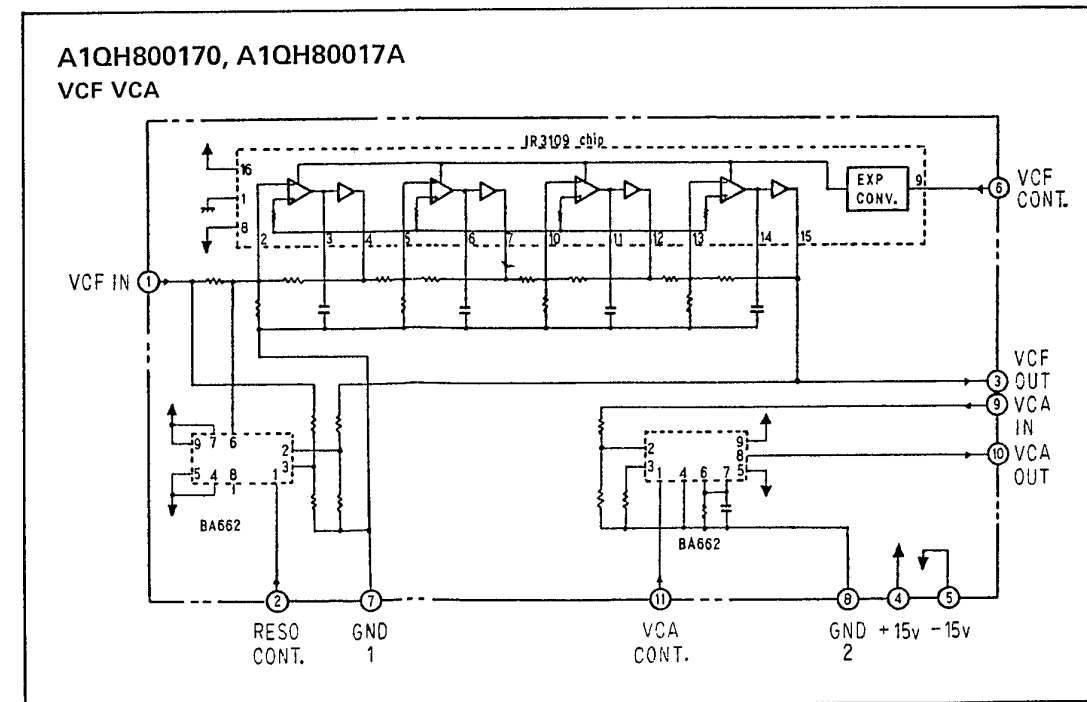 A1QH800170, A1QH80017A
VCF VCA
IR3109 chip
16
1
8
EXP
CONV.
9
6
VCF
CONT.
2 3 4 5 6 7 10 11 12 13 14 15
VCF IN 1
VCF
3 OUT
9 VCA
IN
10 VCA
OUT
9 7 6
5 4 8 1
2
3
BA662
2
3
1 4 6 7
9
8
5
BA662
2
RESO
CONT.
7
GND
1
11
VCA
CONT.
8
GND
2
4
+15v
5
-15v